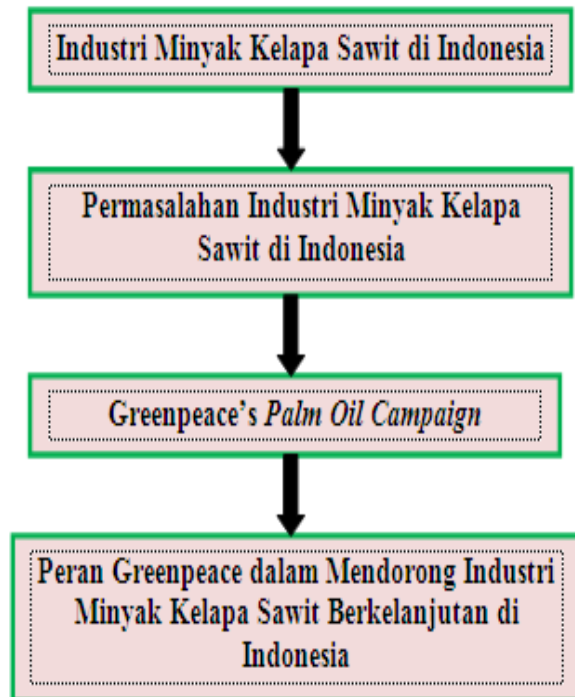 Industri Minyak Kelapa Sawit di Indonesia
Permasalahan Industri Minyak Kelapa
Sawit di Indonesia
Greenpeace’s Palm Oil Campaign
Peran Greenpeace dalam Mendorong Industri
Minyak Kelapa Sawit Berkelanjutan di
Indonesia